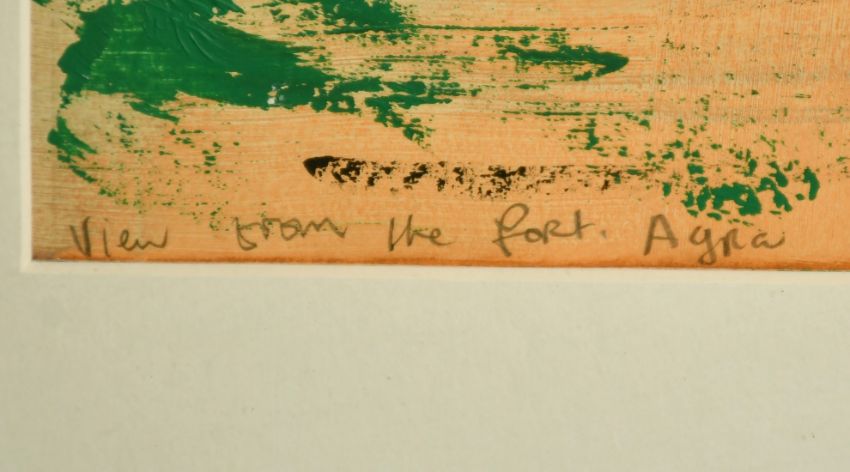 View from the fort. Agra